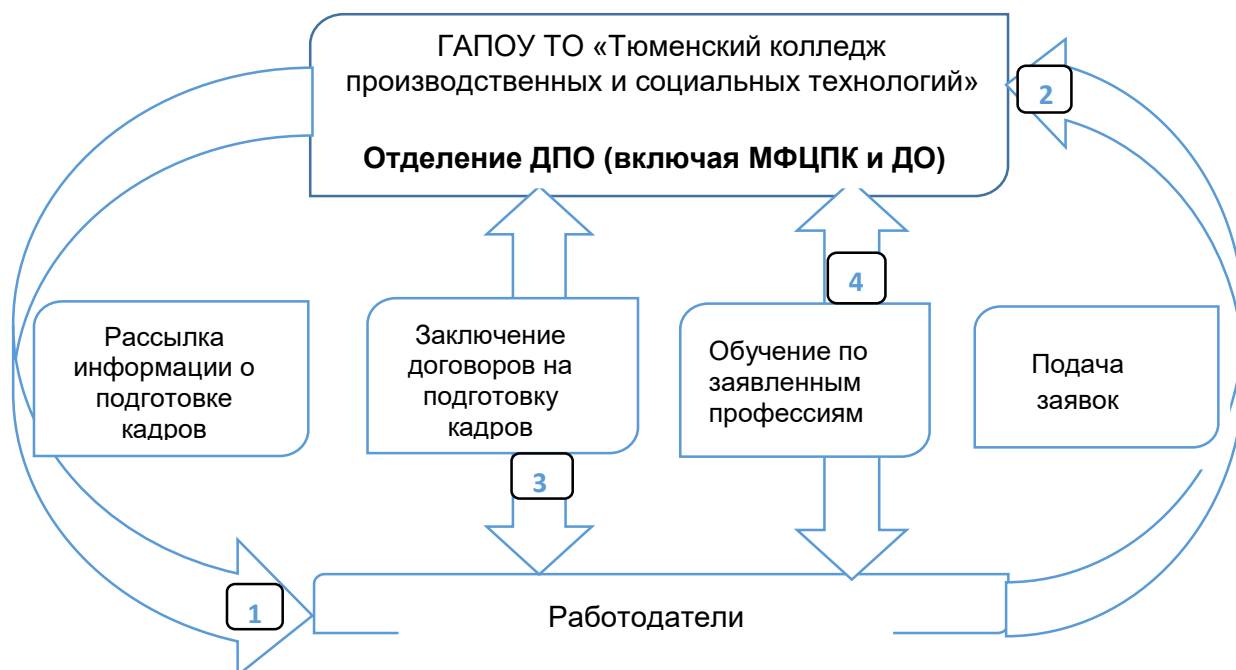 ГАПОУ ТО «Тюменский колледж
производственных и социальных технологий»
Отделение ДПО (включая МФЦПК и ДО)
2
4
Рассылка
информации о
подготовке
кадров
Заключение
договоров на
подготовку
кадров
Обучение по
заявленным
профессиям
Подача
заявок
3
1
Работодатели